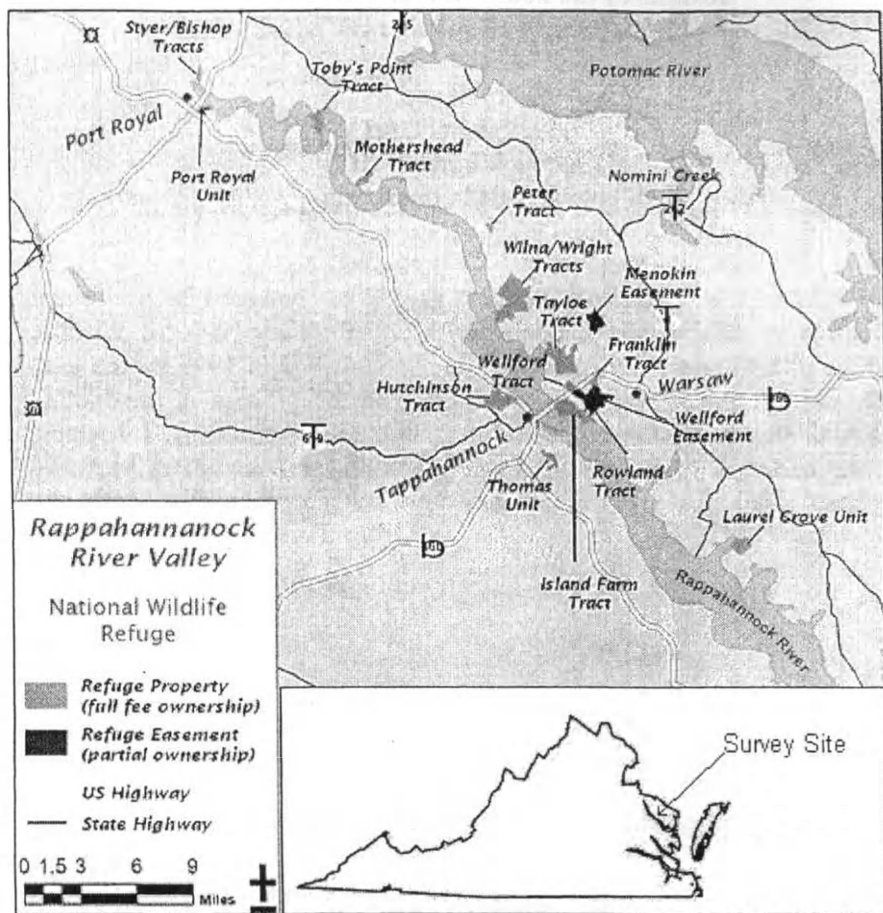 Styer/Bishop
Tracts
Toby's Point
Tract
Potomac River
Port Royal
Mothershead
Tract
Port Royal
Unit
Nomini Creek
Peter
Tract
Wilna/Wright
Tracts
Menokin
Easement
Tayloe
Tract
Franklin
Tract
Wellford
Tract
Hutchinson
Tract
Warsaw
Wellford
Easement
Tappahannock
Rowland
Tract
Thomas
Unit
Laurel Grove Unit
Island Farm
Tract
Rappahannock River
Rappahannanock
River Valley
National Wildlife
Refuge
Refuge Property
(full fee ownership)
Refuge Easement
(partial ownership)
US Highway
State Highway
0 1.5 3 6 9
Miles
Survey Site